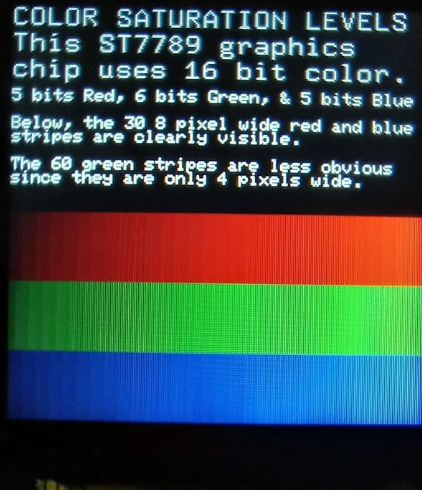 COLOR SATURATION LEVELS
This ST7789 graphics
chip uses 16 bit color.
5 bits Red, 6 bits Green, & 5 bits Blue
Below, the 30 8 pixel wide red and blue
stripes are clearly visible.
The 60 green stripes are less obvious
since they are only 4 pixels wide.